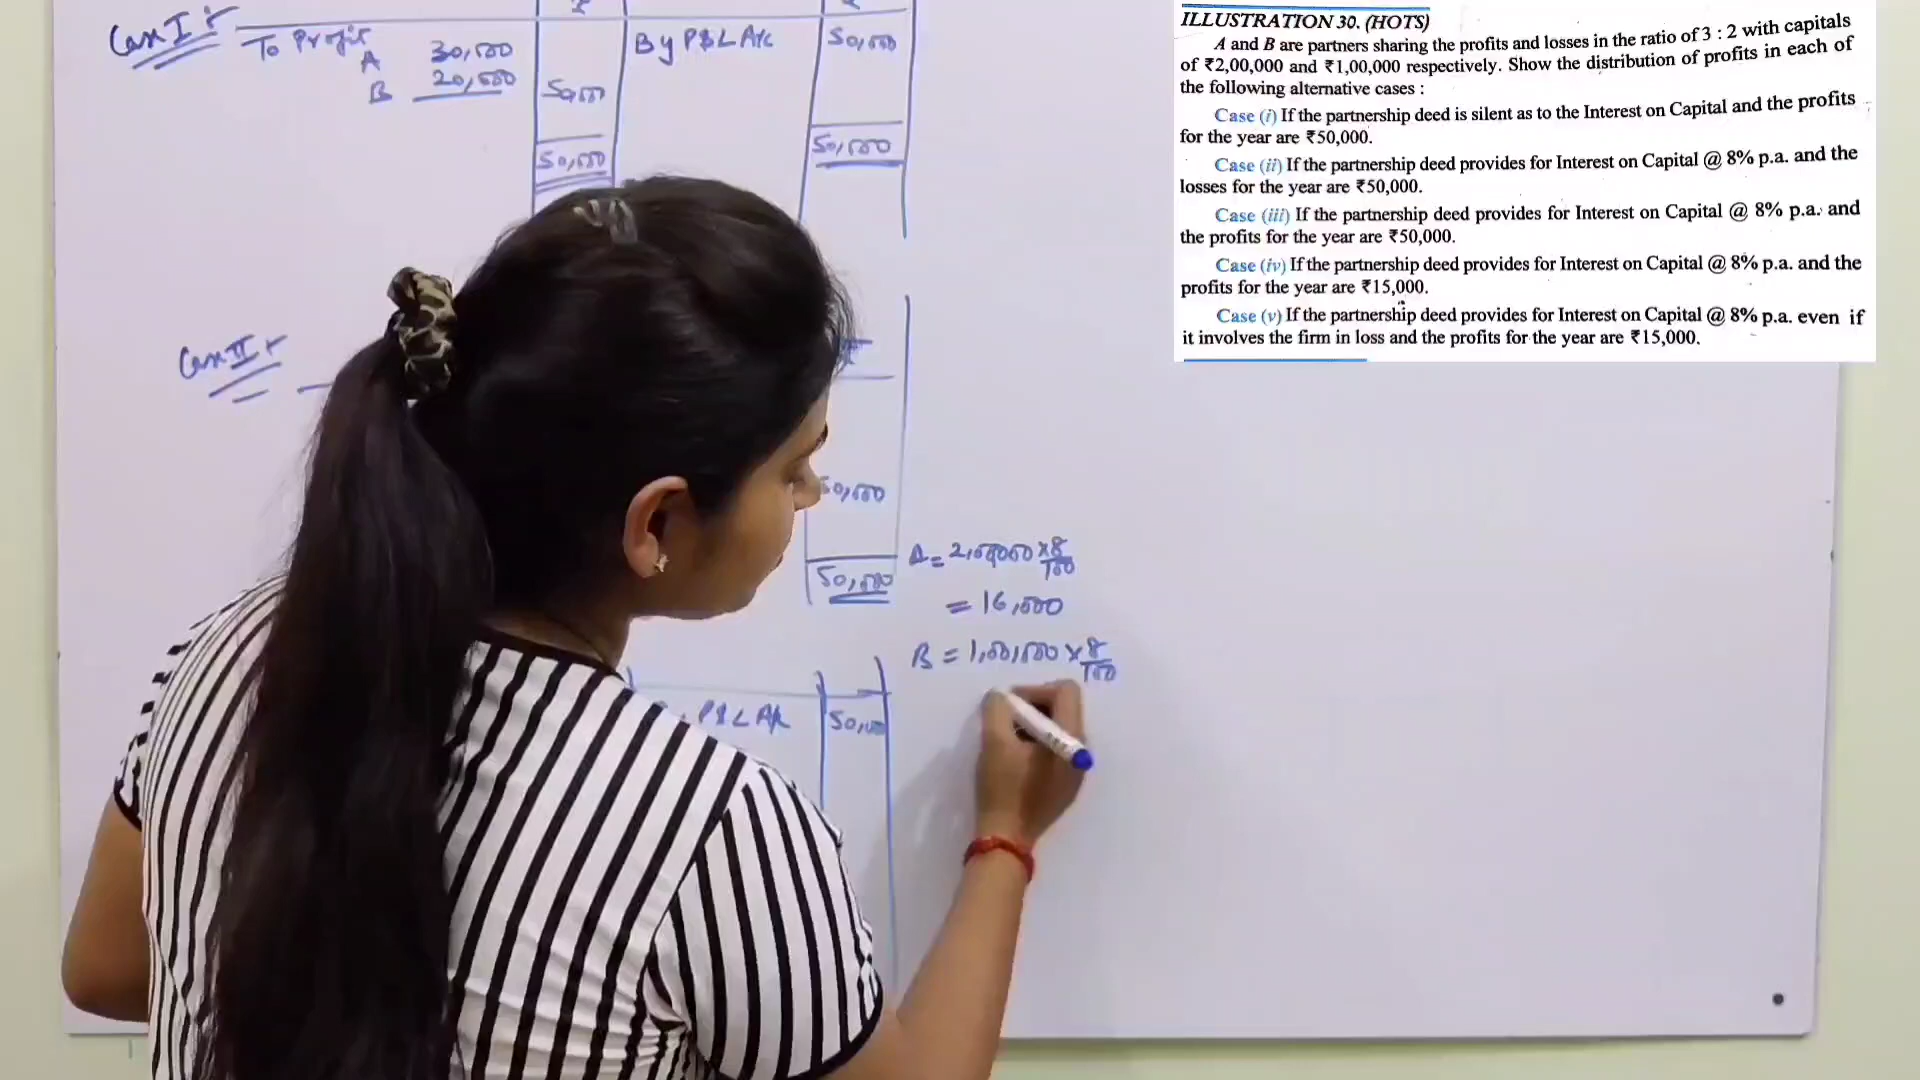 Case I :-
To Profit
A 30,000
B 20,000
50,000
50,000
By P&L A/c
50,000
50,000
Case II :-
₹
50,000
50,000
A = 2,00,000 × 8/100
= 16,000
B = 1,00,000 × 8/100
P&L A/c
50,000
ILLUSTRATION 30. (HOTS)
A and B are partners sharing the profits and losses in the ratio of 3 : 2 with capitals
of ₹2,00,000 and ₹1,00,000 respectively. Show the distribution of profits in each of
the following alternative cases :
Case (i) If the partnership deed is silent as to the Interest on Capital and the profits
for the year are ₹50,000.
Case (ii) If the partnership deed provides for Interest on Capital @ 8% p.a. and the
losses for the year are ₹50,000.
Case (iii) If the partnership deed provides for Interest on Capital @ 8% p.a. and
the profits for the year are ₹50,000.
Case (iv) If the partnership deed provides for Interest on Capital @ 8% p.a. and the
profits for the year are ₹15,000.
Case (v) If the partnership deed provides for Interest on Capital @ 8% p.a. even if
it involves the firm in loss and the profits for the year are ₹15,000.